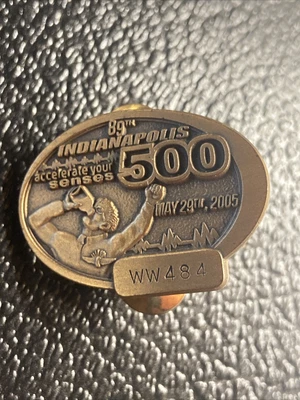 89TH
INDIANAPOLIS
500
accelerate your
senses
MAY 29TH, 2005
WW484